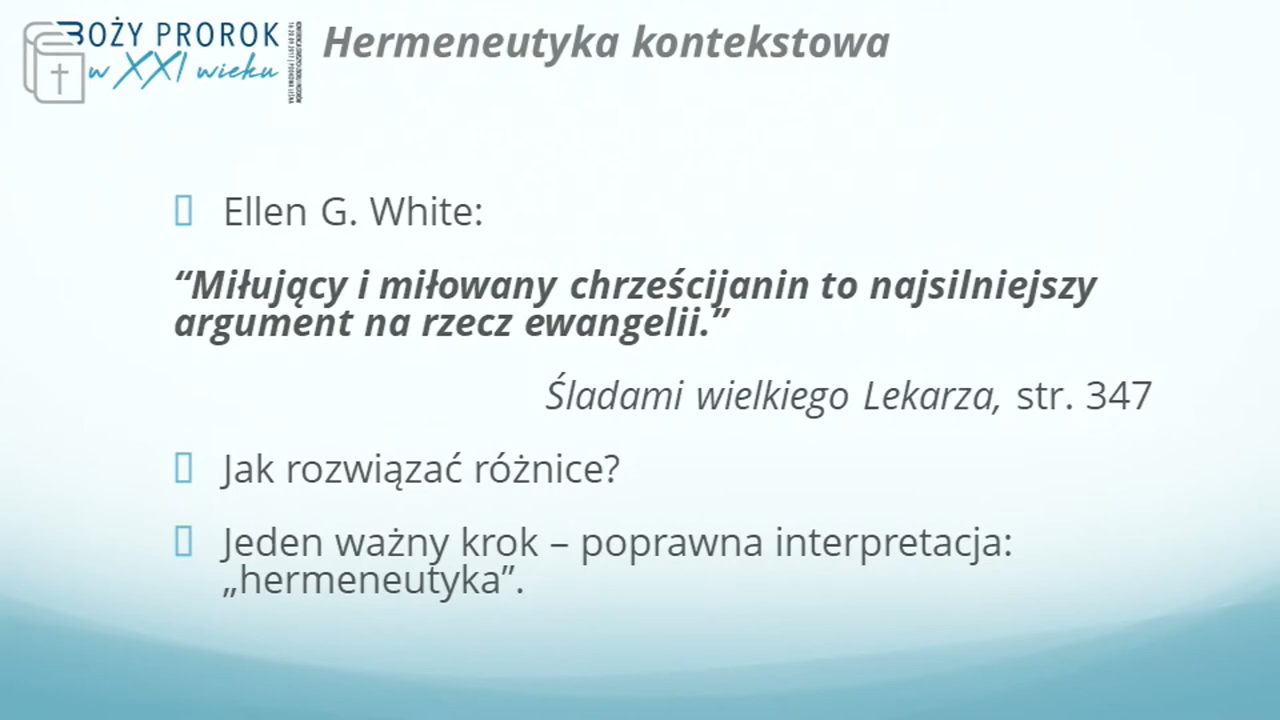 BOŻY PROROK
w XXI wieku
Hermeneutyka kontekstowa
Ellen G. White:
“Miłujący i miłowany chrześcijanin to najsilniejszy
argument na rzecz ewangelii.”
Śladami wielkiego Lekarza, str. 347
Jak rozwiązać różnice?
Jeden ważny krok – poprawna interpretacja:
„hermeneutyka”.